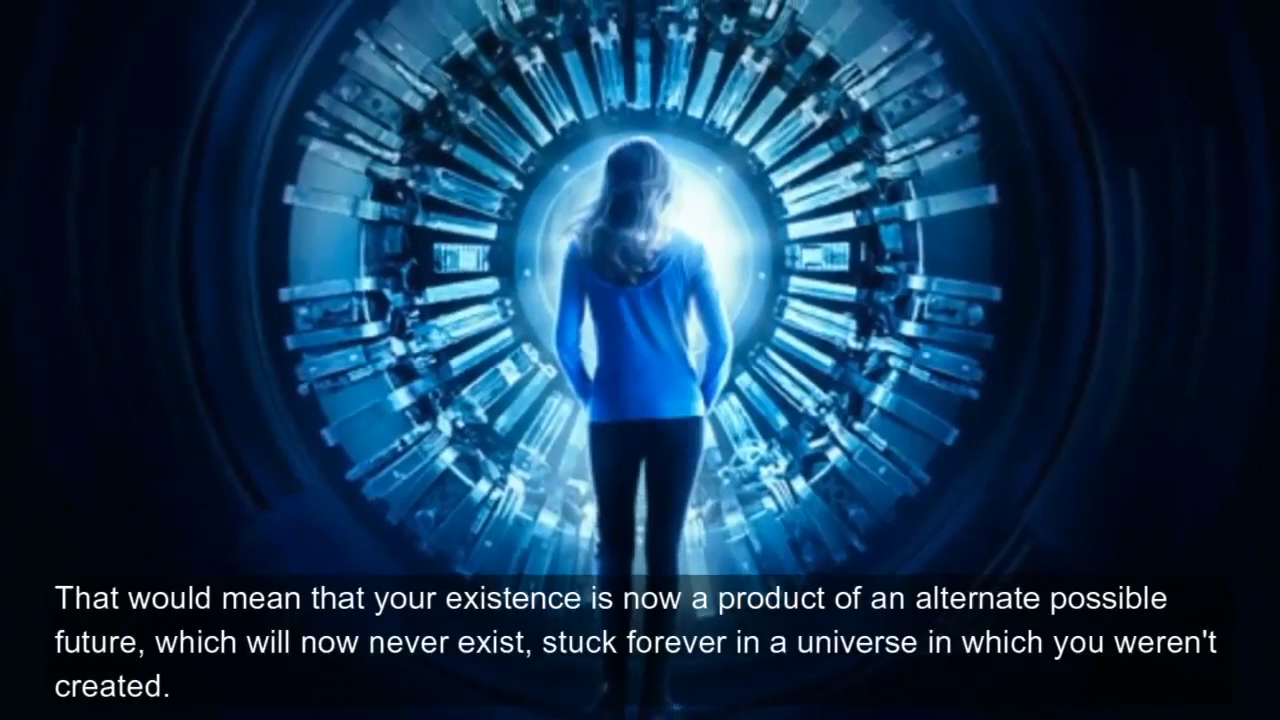 That would mean that your existence is now a product of an alternate possible
future, which will now never exist, stuck forever in a universe in which you weren't
created.